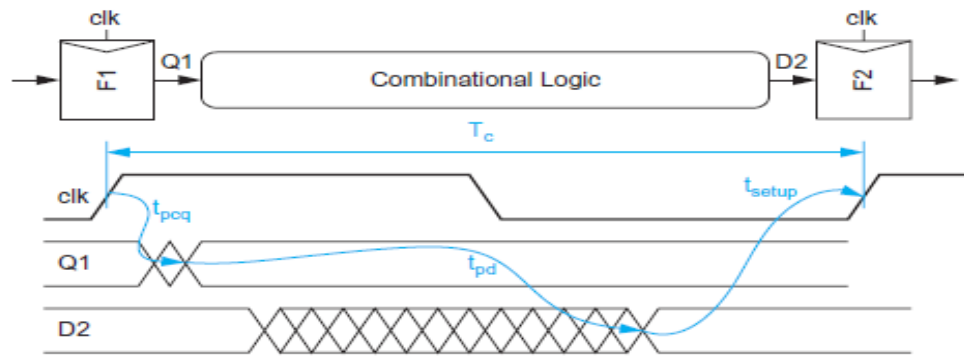 clk clk
F1 Q1 Combinational Logic D2 F2
Tc
clk tpcq tsetup
Q1 tpd
D2